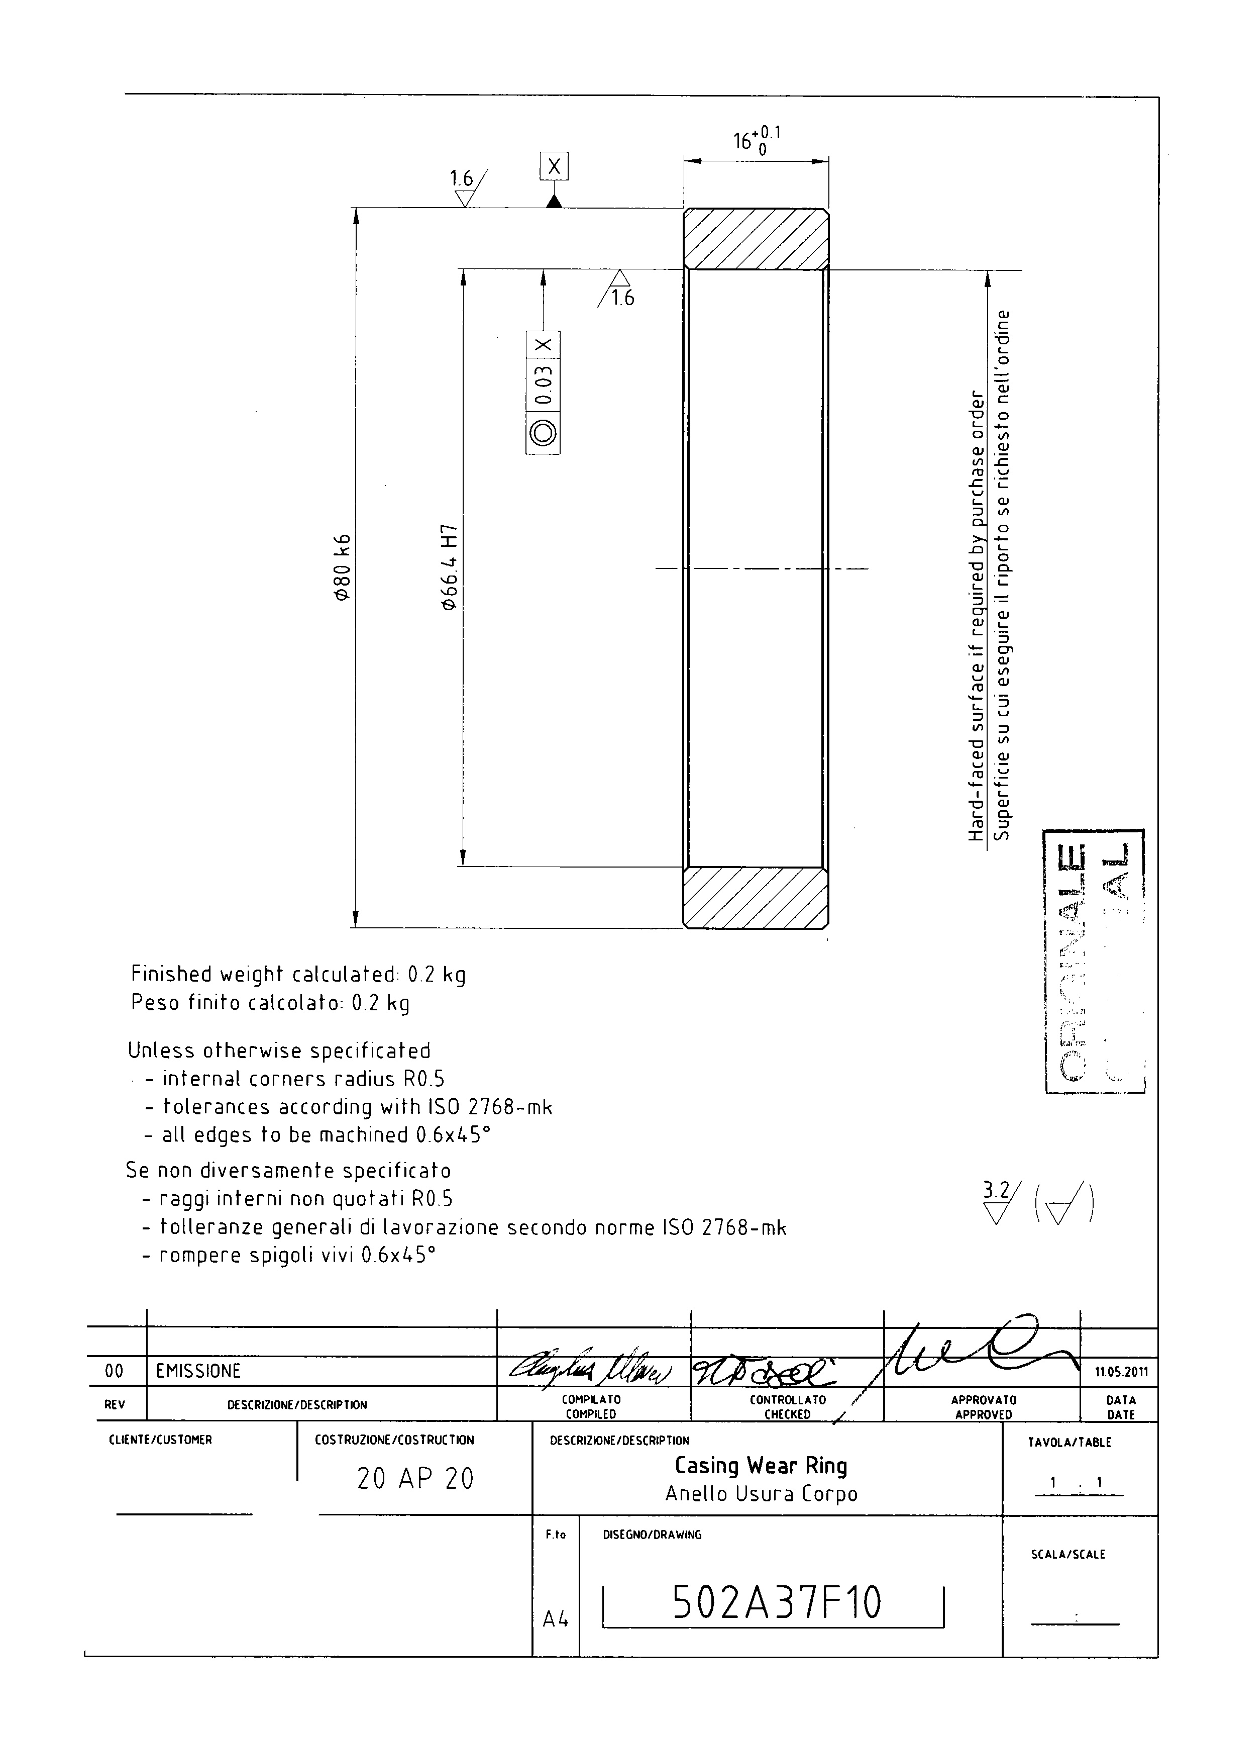 16 +0.1 0
X
1.6
1.6
X
0.03
Ø80 k6
Ø66.4 H7
Hard-faced surface if required by purchase order
Superficie su cui eseguire il riporto se richiesto nell'ordine
ORIGINALE
Finished weight calculated: 0.2 kg
Peso finito calcolato: 0.2 kg
Unless otherwise specificated
- internal corners radius R0.5
- tolerances according with ISO 2768-mk
- all edges to be machined 0.6x45°
Se non diversamente specificato
- raggi interni non quotati R0.5
- tolleranze generali di lavorazione secondo norme ISO 2768-mk
- rompere spigoli vivi 0.6x45°
3.2 ( )
00 EMISSIONE 11.05.2011
REV DESCRIZIONE/DESCRIPTION COMPILATO CONTROLLATO APPROVATO DATA
COMPILED CHECKED APPROVED DATE
CLIENTE/CUSTOMER COSTRUZIONE/COSTRUCTION DESCRIZIONE/DESCRIPTION TAVOLA/TABLE
20 AP 20 Casing Wear Ring 1 : 1
Anello Usura Corpo
F.to DISEGNO/DRAWING SCALA/SCALE
A4 502A37F10 :